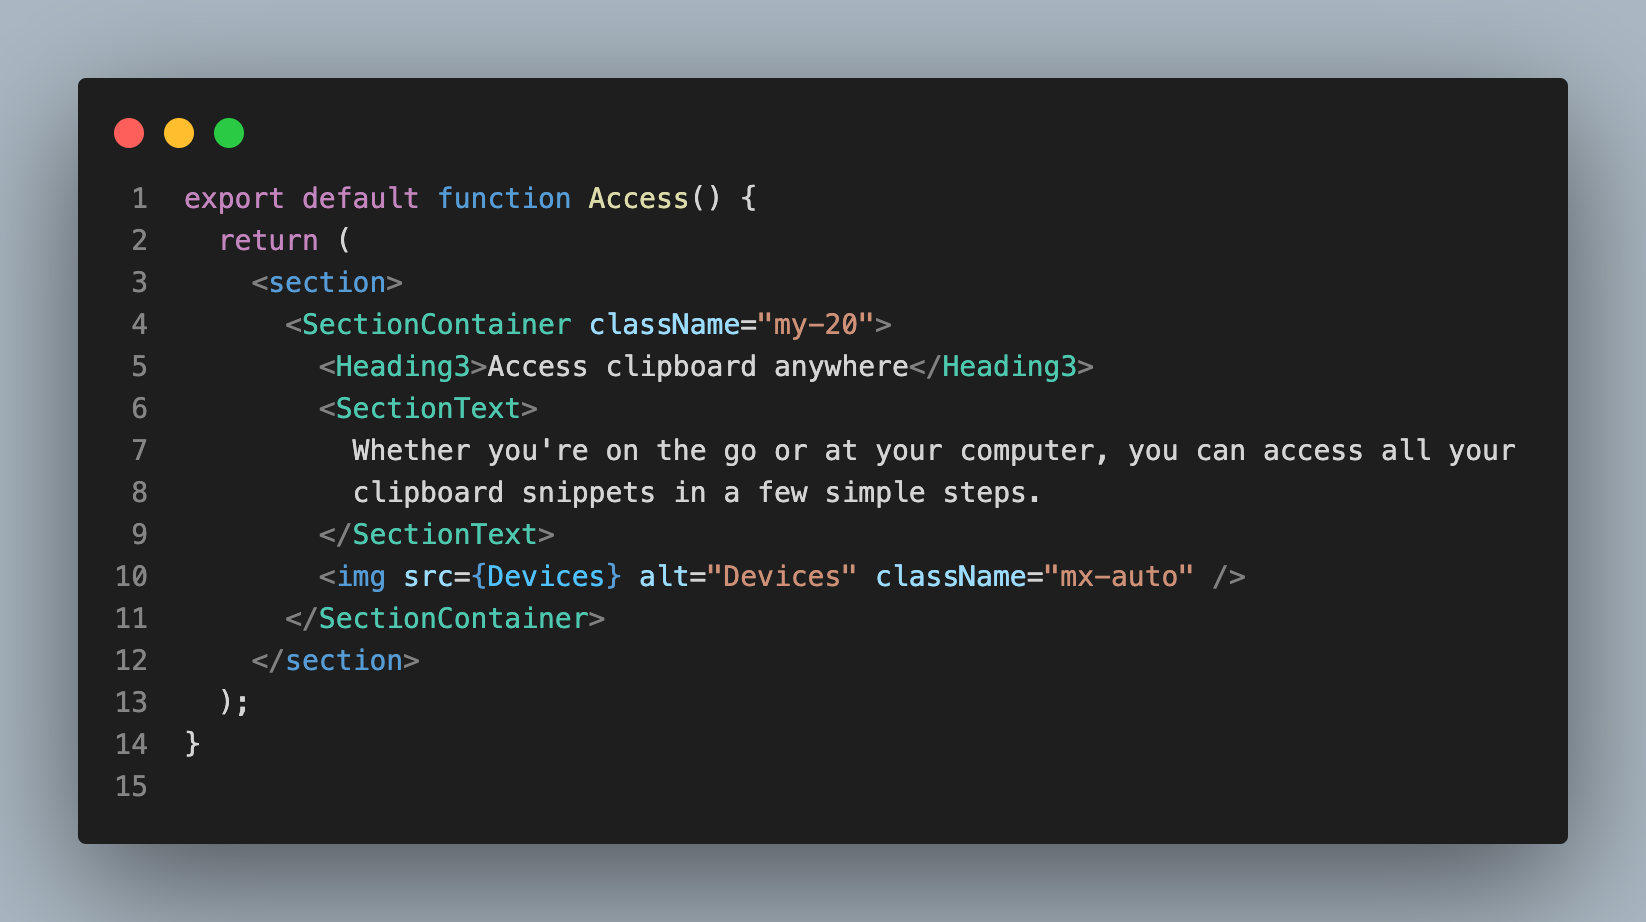 1 export default function Access() {
2   return (
3     <section>
4       <SectionContainer className="my-20">
5         <Heading3>Access clipboard anywhere</Heading3>
6         <SectionText>
7           Whether you're on the go or at your computer, you can access all your
8           clipboard snippets in a few simple steps.
9         </SectionText>
10         <img src={Devices} alt="Devices" className="mx-auto" />
11       </SectionContainer>
12     </section>
13   );
14 }
15